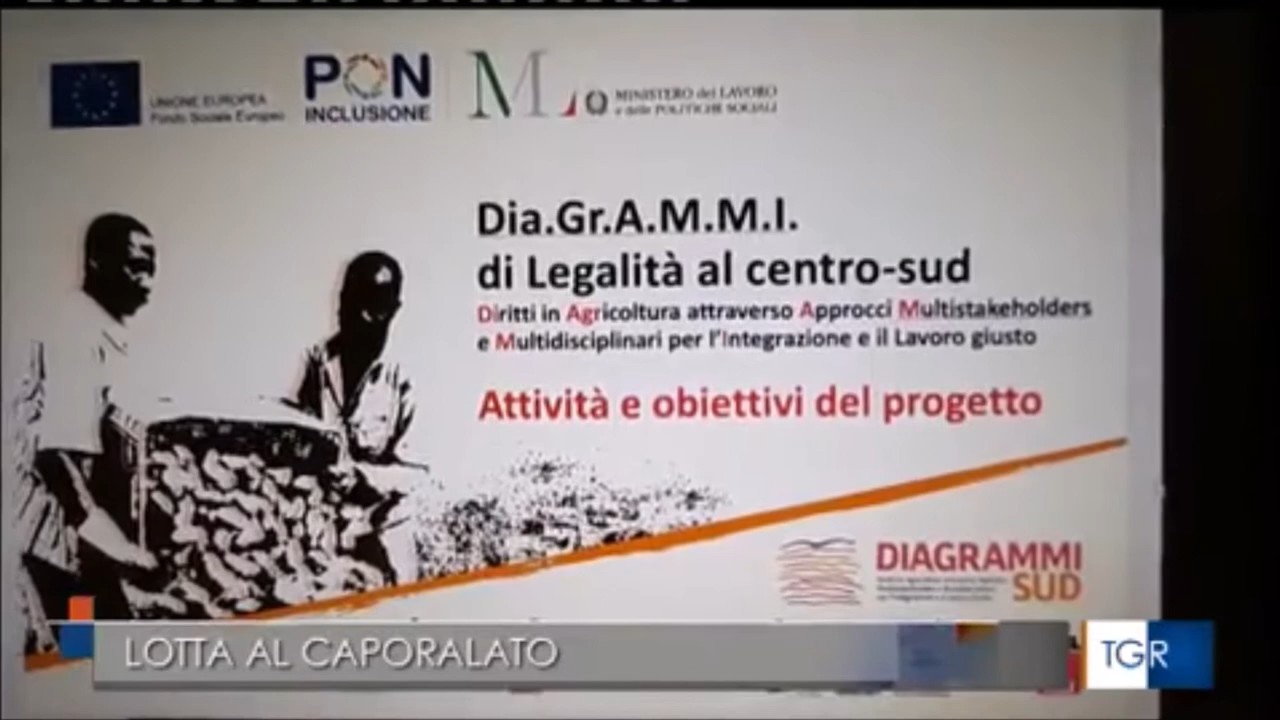 UNIONE EUROPEA
Fondo Sociale Europeo
PON
INCLUSIONE
ML
MINISTERO del LAVORO
e delle POLITICHE SOCIALI
Dia.Gr.A.M.M.I.
di Legalità al centro-sud
Diritti in Agricoltura attraverso Approcci Multistakeholders
e Multidisciplinari per l'Integrazione e il Lavoro giusto
Attività e obiettivi del progetto
DIAGRAMMI
SUD
LOTTA AL CAPORALATO
TGR